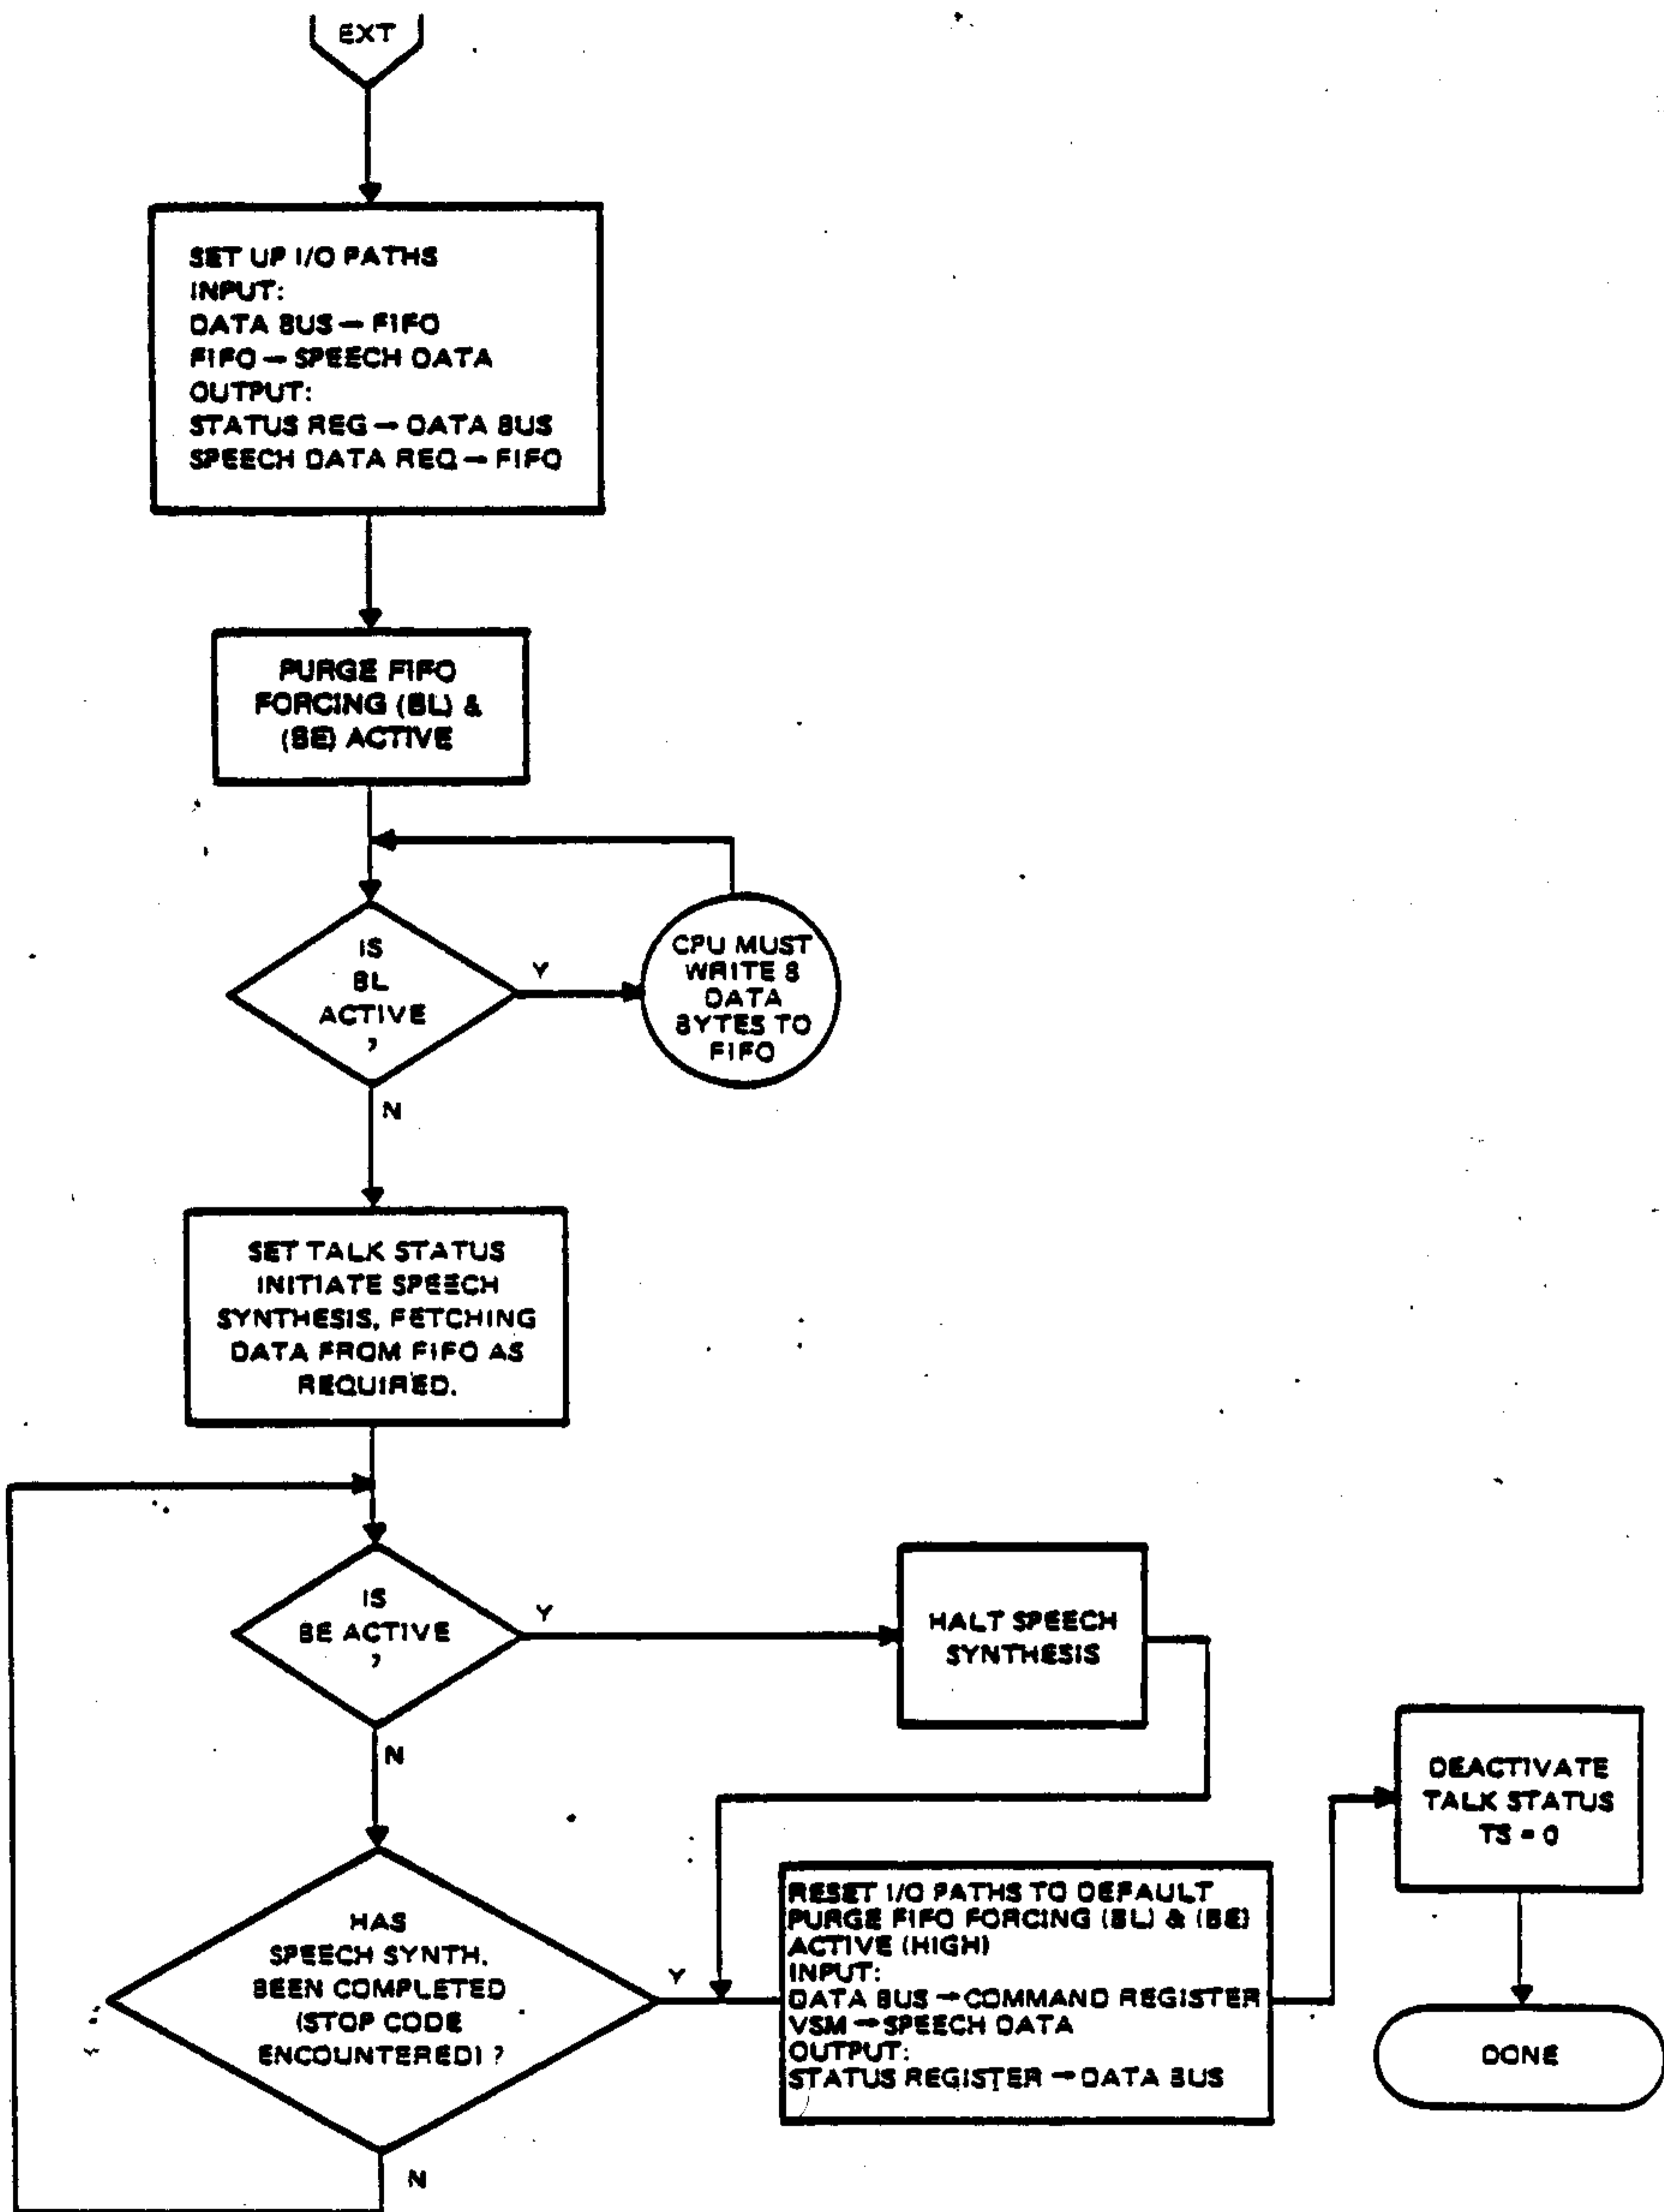 EXT
SET UP I/O PATHS
INPUT:
DATA BUS → FIFO
FIFO → SPEECH DATA
OUTPUT:
STATUS REG → DATA BUS
SPEECH DATA REQ → FIFO
PURGE FIFO
FORCING (BL) &
(BE) ACTIVE
IS
BL
ACTIVE
?
Y
CPU MUST
WRITE 8
DATA
BYTES TO
FIFO
N
SET TALK STATUS
INITIATE SPEECH
SYNTHESIS, FETCHING
DATA FROM FIFO AS
REQUIRED.
IS
BE ACTIVE
?
Y
HALT SPEECH
SYNTHESIS
N
DEACTIVATE
TALK STATUS
TS = 0
HAS
SPEECH SYNTH.
BEEN COMPLETED
(STOP CODE
ENCOUNTERED) ?
Y
RESET I/O PATHS TO DEFAULT
PURGE FIFO FORCING (BL) & (BE)
ACTIVE (HIGH)
INPUT:
DATA BUS → COMMAND REGISTER
VSM → SPEECH DATA
OUTPUT:
STATUS REGISTER → DATA BUS
DONE
N